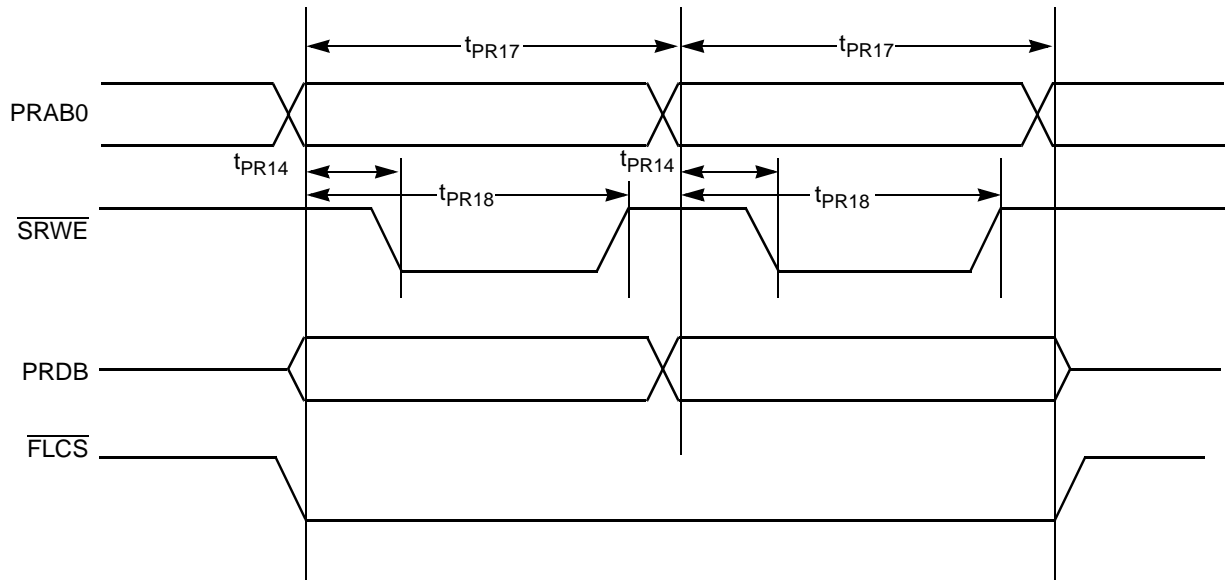 tPR17 tPR17
PRAB0
tPR14 tPR14
tPR18 tPR18
SRWE
PRDB
FLCS